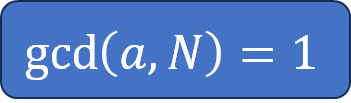 gcd(a, N) = 1